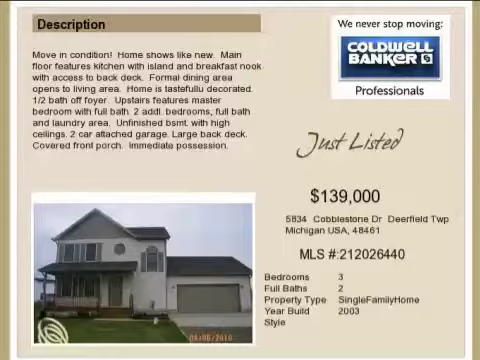 Description
Move in condition! Home shows like new. Main
floor features kitchen with island and breakfast nook
with access to back deck. Formal dining area
opens to living area. Home is tastefullu decorated.
1/2 bath off foyer. Upstairs features master
bedroom with full bath. 2 addl. bedrooms, full bath
and laundry area. Unfinished bsmt. with high
ceilings. 2 car attached garage. Large back deck.
Covered front porch. Immediate possession.
We never stop moving:
COLDWELL
BANKER
Professionals
Just Listed
$139,000
5834 Cobblestone Dr Deerfield Twp
Michigan USA, 48461
MLS #:212026440
Bedrooms 3
Full Baths 2
Property Type SingleFamilyHome
Year Build 2003
Style